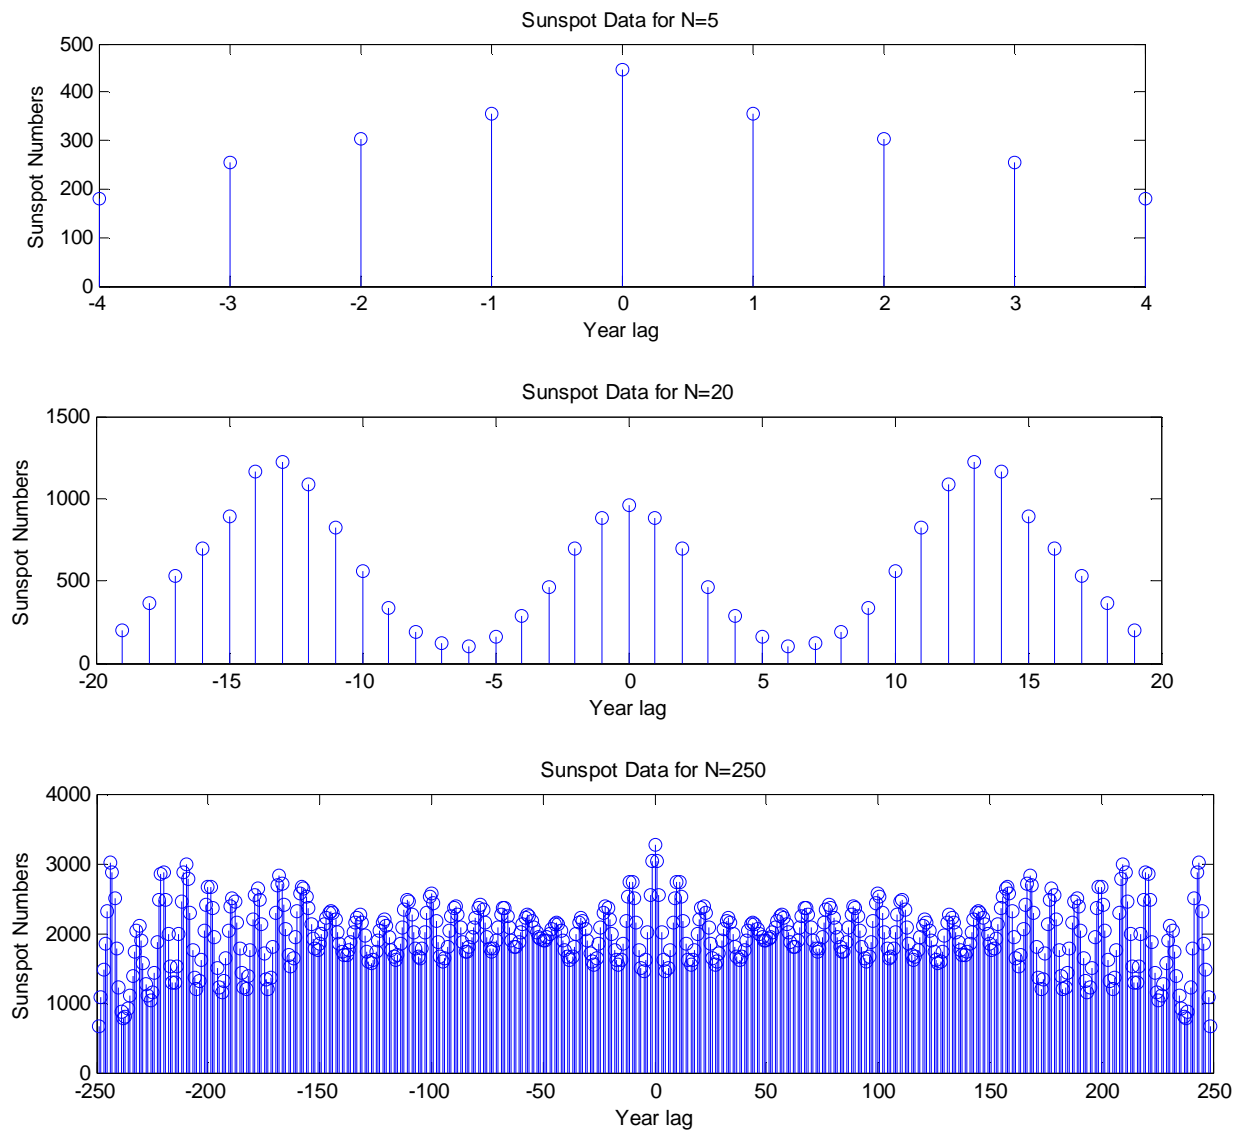 Sunspot Data for N=5
500
400
300
200
100
0
Sunspot Numbers
-4 -3 -2 -1 0 1 2 3 4
Year lag
Sunspot Data for N=20
1500
1000
500
0
Sunspot Numbers
-20 -15 -10 -5 0 5 10 15 20
Year lag
Sunspot Data for N=250
4000
3000
2000
1000
0
Sunspot Numbers
-250 -200 -150 -100 -50 0 50 100 150 200 250
Year lag